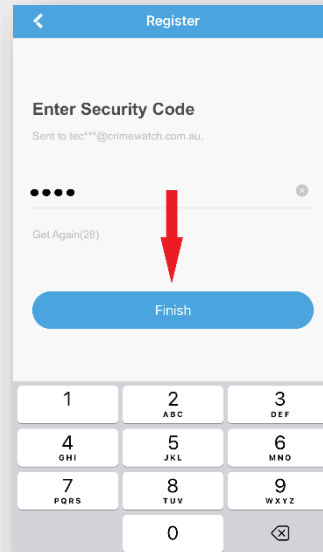 Register
Enter Security Code
Sent to tec***@crimewatch.com.au.
Get Again(28)
Finish
1 2 3
ABC DEF
4 5 6
GHI JKL MNO
7 8 9
PQRS TUV WXYZ
0